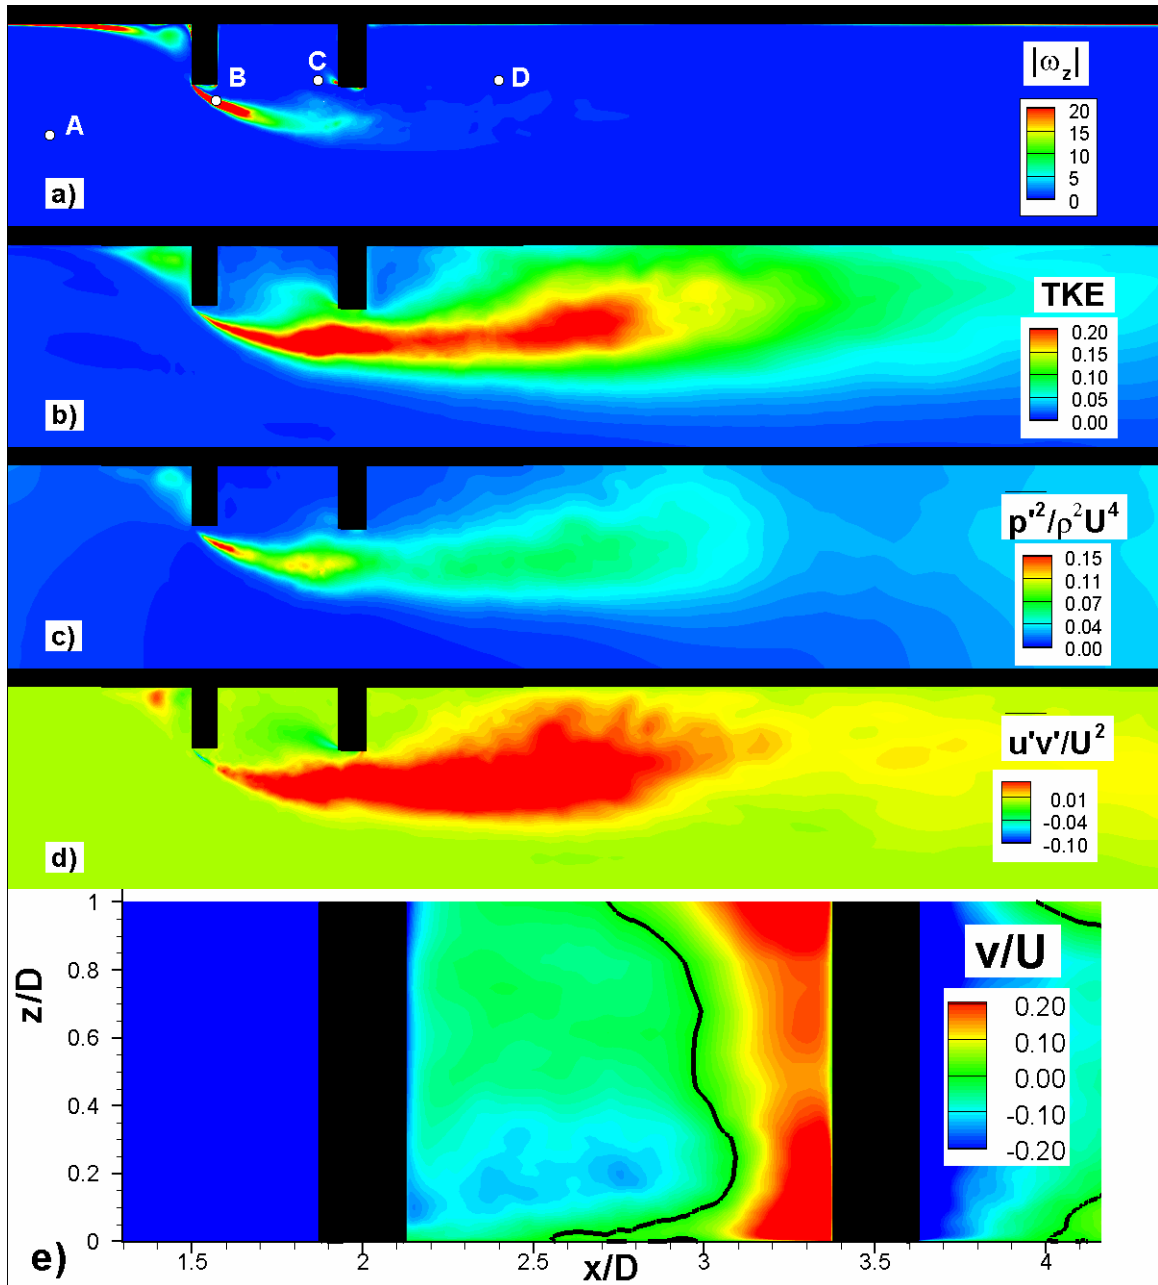 C
B
D
A
|ω_z|
20
15
10
5
0
a)
TKE
0.20
0.15
0.10
0.05
0.00
b)
p'²/ρ²U⁴
0.15
0.11
0.07
0.04
0.00
c)
u'v'/U²
0.01
-0.04
-0.10
d)
1
0.8
0.6
0.4
0.2
0
z/D
v/U
0.20
0.10
0.00
-0.10
-0.20
e)
1.5
2
2.5
3
3.5
4
x/D